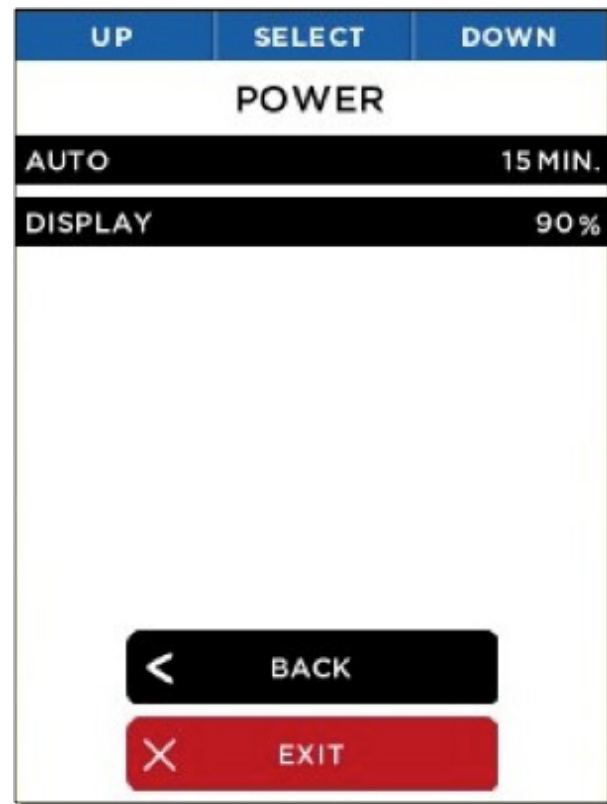 UP SELECT DOWN
POWER
AUTO 15 MIN.
DISPLAY 90%
< BACK
X EXIT